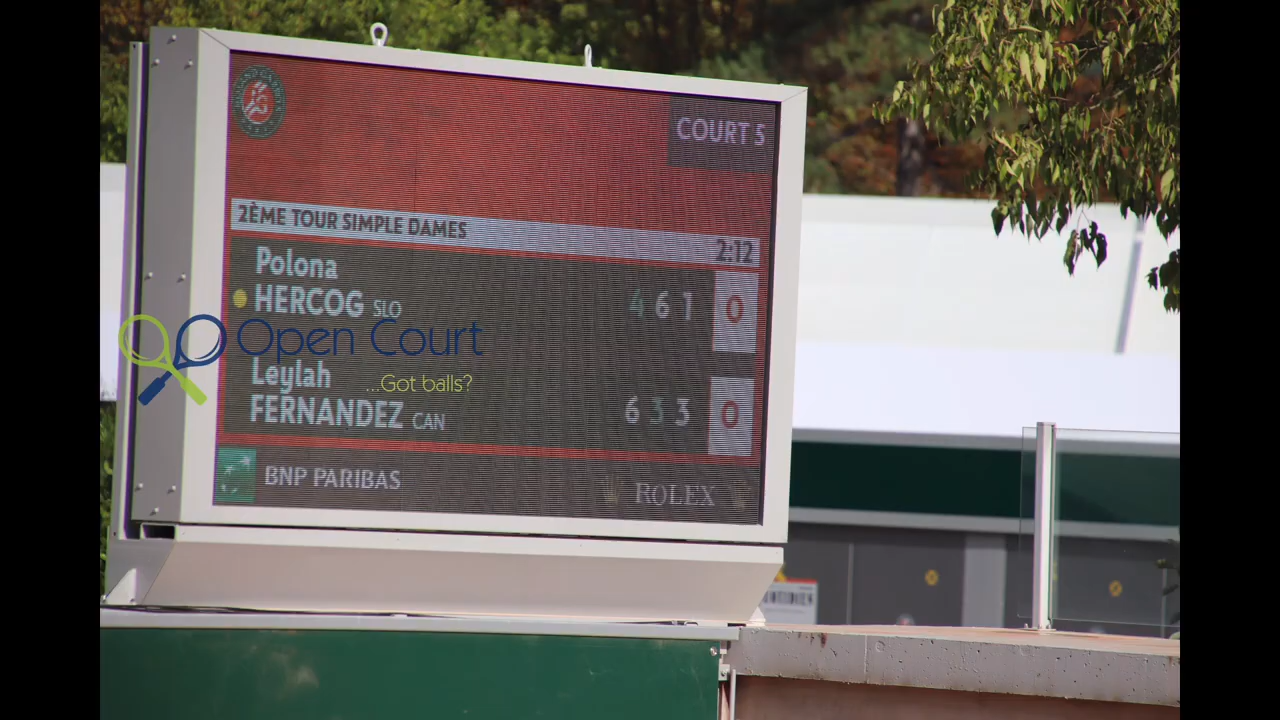 COURT 5
2ÈME TOUR SIMPLE DAMES 2:12
Polona
HERCOG SLO 4 6 1 0
Open Court
...Got balls?
Leylah
FERNANDEZ CAN 6 3 3 0
BNP PARIBAS
ROLEX